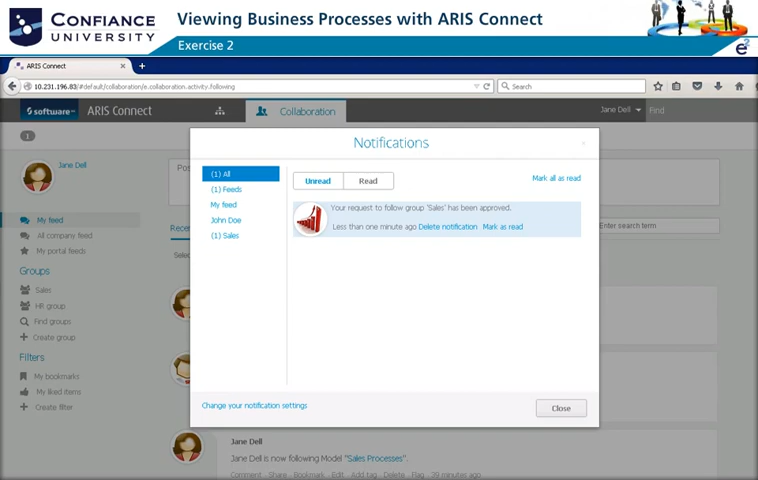 CONFIANCE
UNIVERSITY
Viewing Business Processes with ARIS Connect
Exercise 2
e²
ARIS Connect
10.231.196.83/#default/collaboration/e.collaboration.activity.following
Search
software
ARIS Connect
Collaboration
Jane Dell
Find
1
Jane Dell
Pos
My feed
All company feed
My portal feeds
Groups
Sales
HR group
Find groups
Create group
Filters
My bookmarks
My liked items
Create filter
Recen
Selec
Enter search term
Notifications
(1) All
(1) Feeds
My feed
John Doe
(1) Sales
Unread
Read
Mark all as read
Your request to follow group 'Sales' has been approved.
Less than one minute ago Delete notification Mark as read
Change your notification settings
Close
Jane Dell
Jane Dell is now following Model "Sales Processes".
Comment Share Bookmark Edit Add tag Delete Flag 29 minutes ago